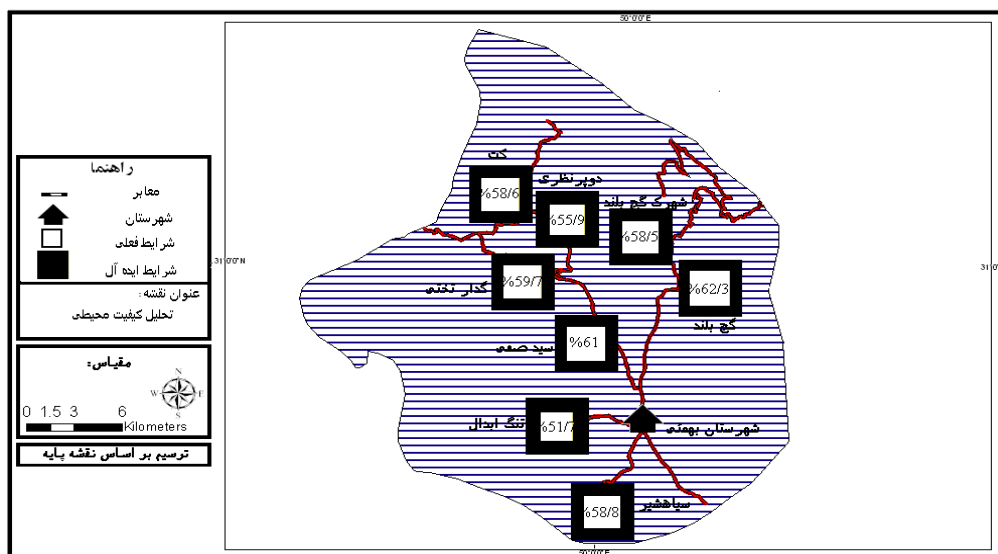 50°0'0"E
کت
دوپرنظری
شهرک گچ بلند
%58/6
%55/9
%58/5
31°0'0"N
31°0'
%59/7
گدار تختی
%62/3
گچ بلند
%61
سید صفی
%51/7
تنگ ابدال
شهرستان بهمئی
%58/8
سیاهشیر
50°0'0"E
راهنما
معابر
شهرستان
شرایط فعلی
شرایط ایده آل
عنوان نقشه:
تحلیل کیفیت محیطی
مقیاس:
N
W E
S
0 1.5 3 6
Kilometers
ترسیم بر اساس نقشه پایه